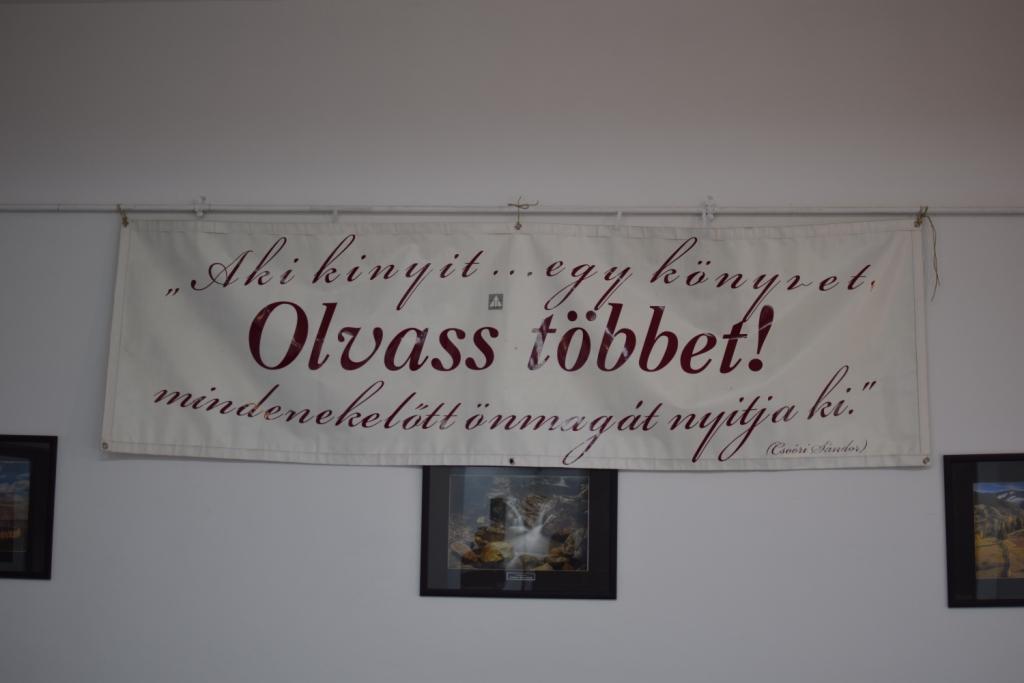 „Aki kinyit... egy könyvet,
Olvass többet!
mindenekelőtt önmagát nyitja ki."
(Csoóri Sándor)